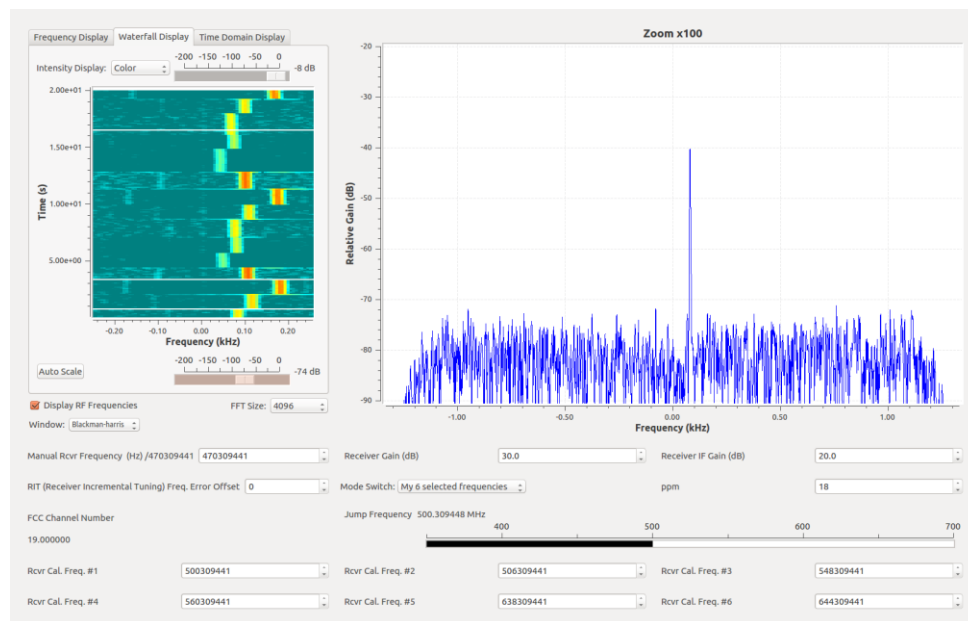 Frequency Display Waterfall Display Time Domain Display
Intensity Display: Color
-200 -150 -100 -50 0
-8 dB
2.00e+01
1.50e+01
1.00e+01
5.00e+00
Time (s)
-0.20 -0.10 0.00 0.10 0.20
Frequency (kHz)
Auto Scale
-200 -150 -100 -50 0
-74 dB
Display RF Frequencies
FFT Size: 4096
Window: Blackman-harris
Zoom x100
-20
-30
-40
-50
-60
-70
-80
-90
Relative Gain (dB)
-1.00 -0.50 0.00 0.50 1.00
Frequency (kHz)
Manual Rcvr Frequency (Hz) /470309441 470309441
Receiver Gain (dB) 30.0
Receiver IF Gain (dB) 20.0
RIT (Receiver Incremental Tuning) Freq. Error Offset 0
Mode Switch: My 6 selected frequencies
ppm 18
FCC Channel Number
19.000000
Jump Frequency 500.309448 MHz
400 500 600 700
Rcvr Cal. Freq. #1 500309441
Rcvr Cal. Freq. #2 506309441
Rcvr Cal. Freq. #3 548309441
Rcvr Cal. Freq. #4 560309441
Rcvr Cal. Freq. #5 638309441
Rcvr Cal. Freq. #6 644309441